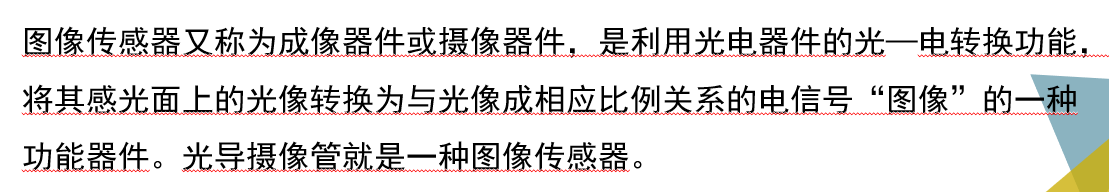 图像传感器又称为成像器件或摄像器件，是利用光电器件的光—电转换功能，
将其感光面上的光像转换为与光像成相应比例关系的电信号“图像”的一种
功能器件。光导摄像管就是一种图像传感器。